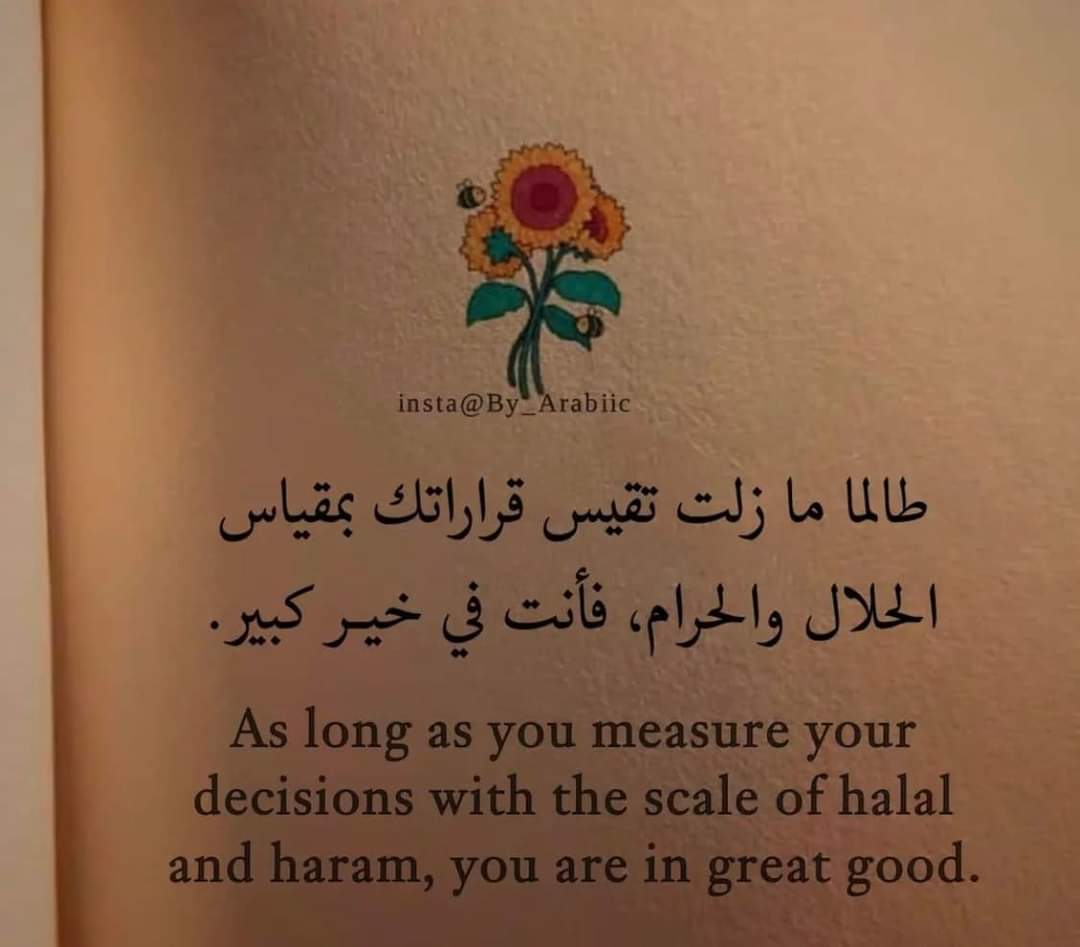 insta@By_Arabiic
طالما ما زلت تقيس قراراتك بمقياس
الحلال والحرام، فأنت في خيـر كبير.
As long as you measure your
decisions with the scale of halal
and haram, you are in great good.